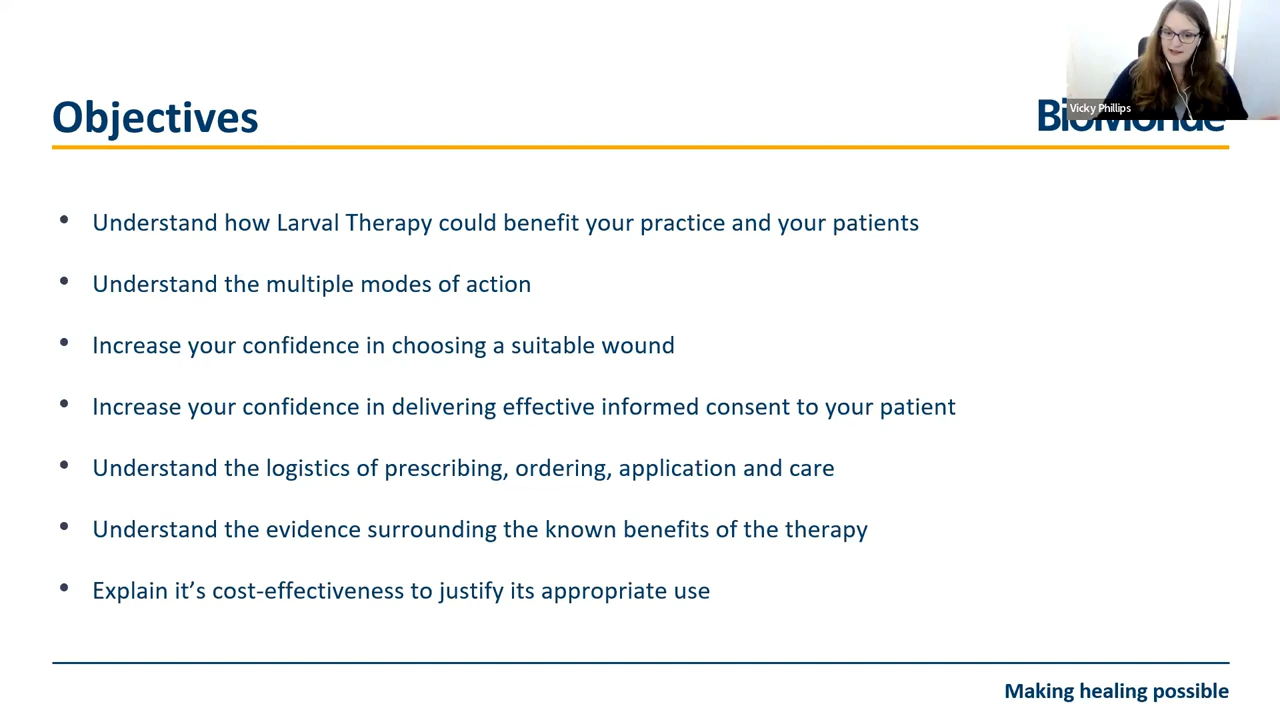 Vicky Phillips
Objectives
BioMonde
Understand how Larval Therapy could benefit your practice and your patients
Understand the multiple modes of action
Increase your confidence in choosing a suitable wound
Increase your confidence in delivering effective informed consent to your patient
Understand the logistics of prescribing, ordering, application and care
Understand the evidence surrounding the known benefits of the therapy
Explain it’s cost-effectiveness to justify its appropriate use
Making healing possible